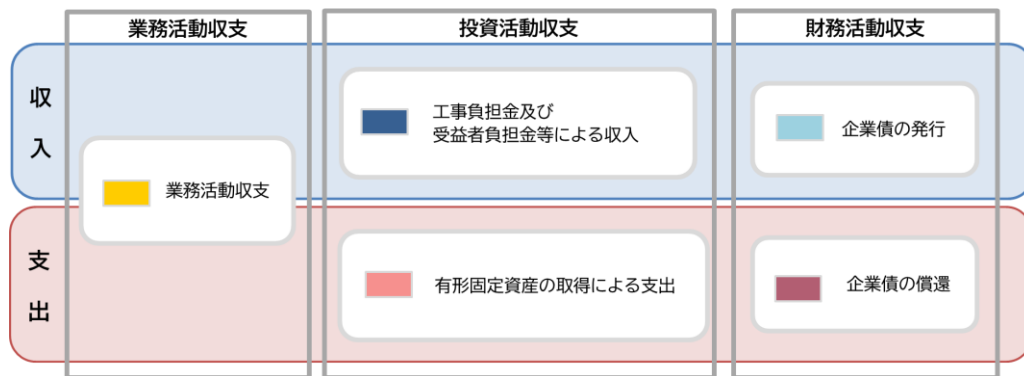 業務活動収支
投資活動収支
財務活動収支
収
入
工事負担金及び
受益者負担金等による収入
企業債の発行
業務活動収支
支
出
有形固定資産の取得による支出
企業債の償還